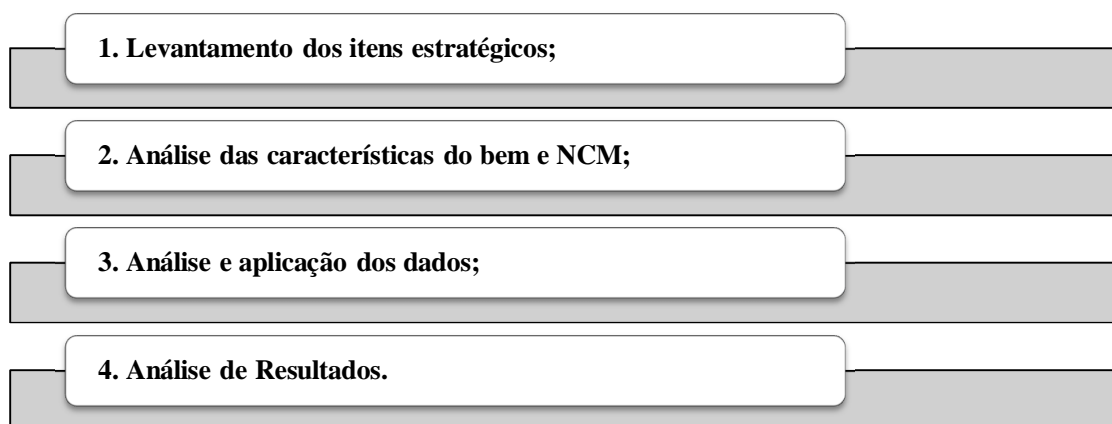 1. Levantamento dos itens estratégicos;
2. Análise das características do bem e NCM;
3. Análise e aplicação dos dados;
4. Análise de Resultados.